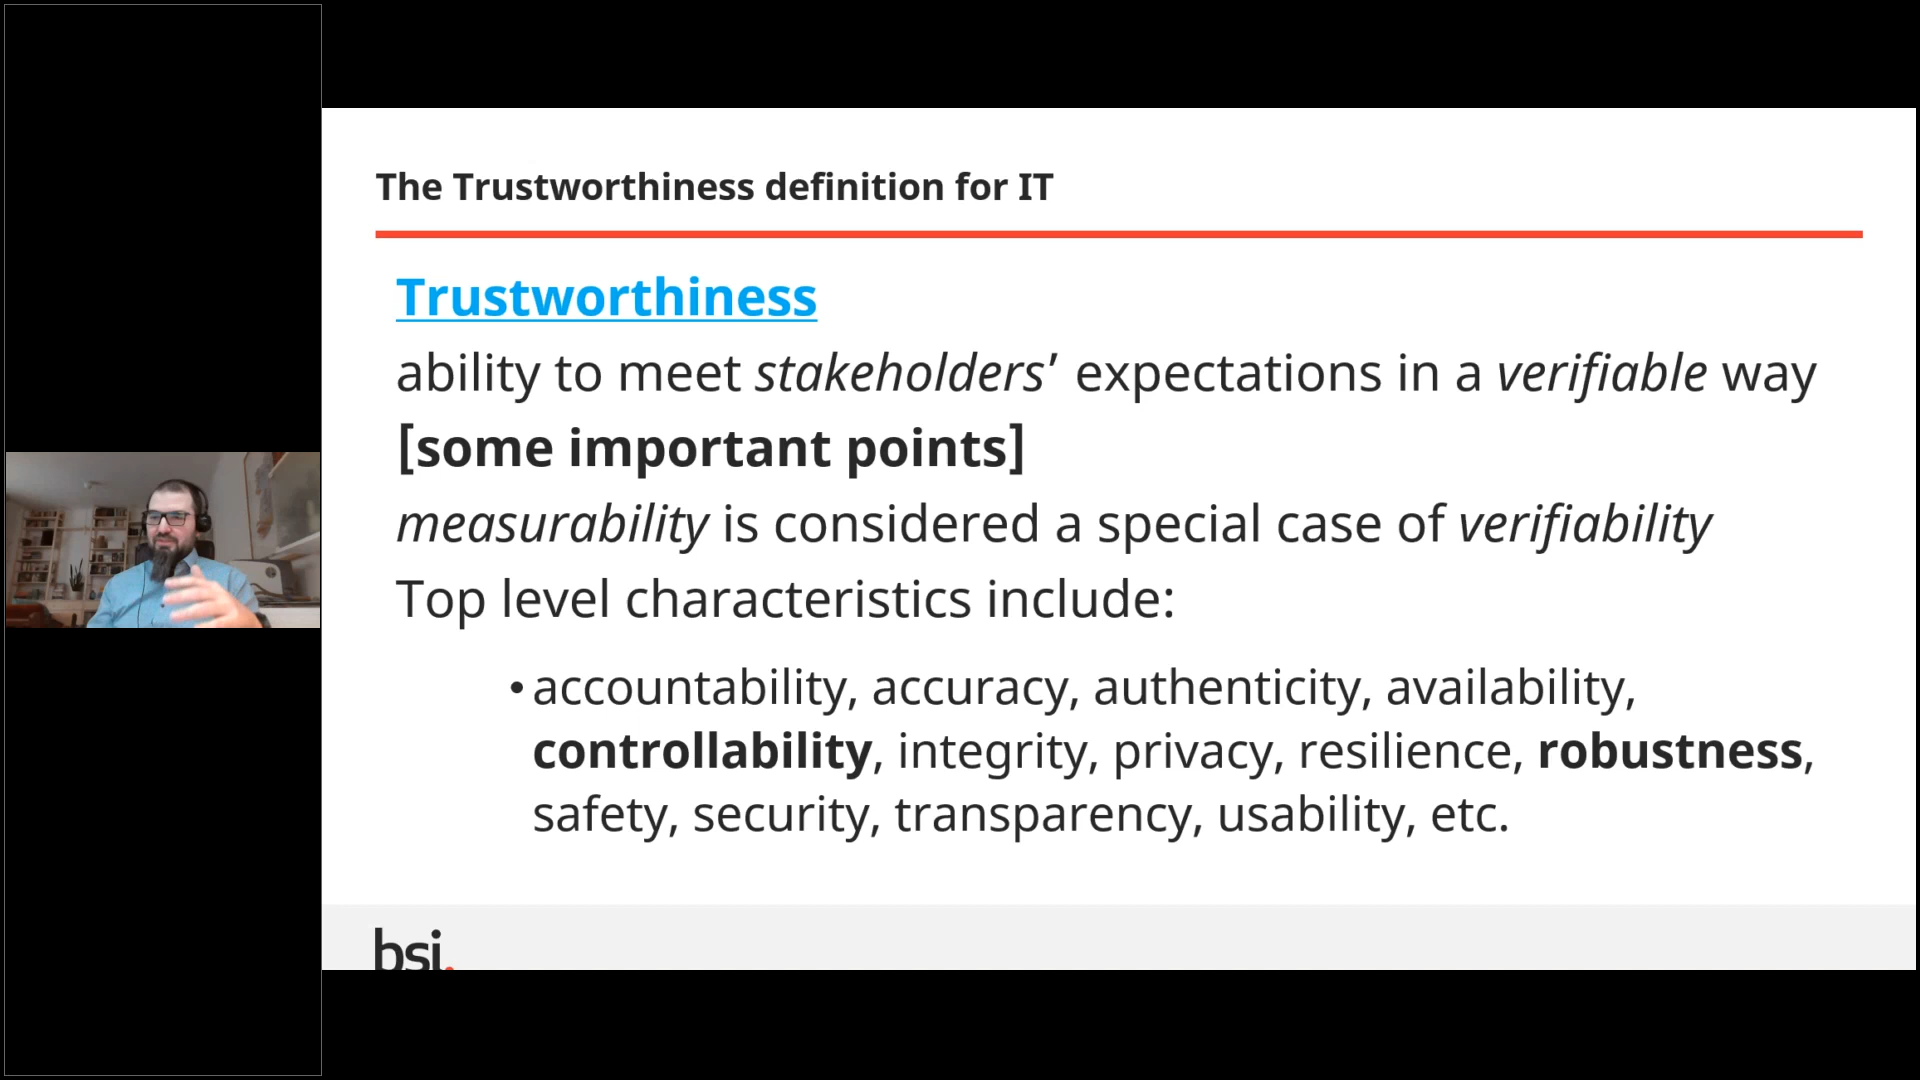 The Trustworthiness definition for IT
Trustworthiness
ability to meet stakeholders’ expectations in a verifiable way
[some important points]
measurability is considered a special case of verifiability
Top level characteristics include:
• accountability, accuracy, authenticity, availability,
controllability, integrity, privacy, resilience, robustness,
safety, security, transparency, usability, etc.
bsi.